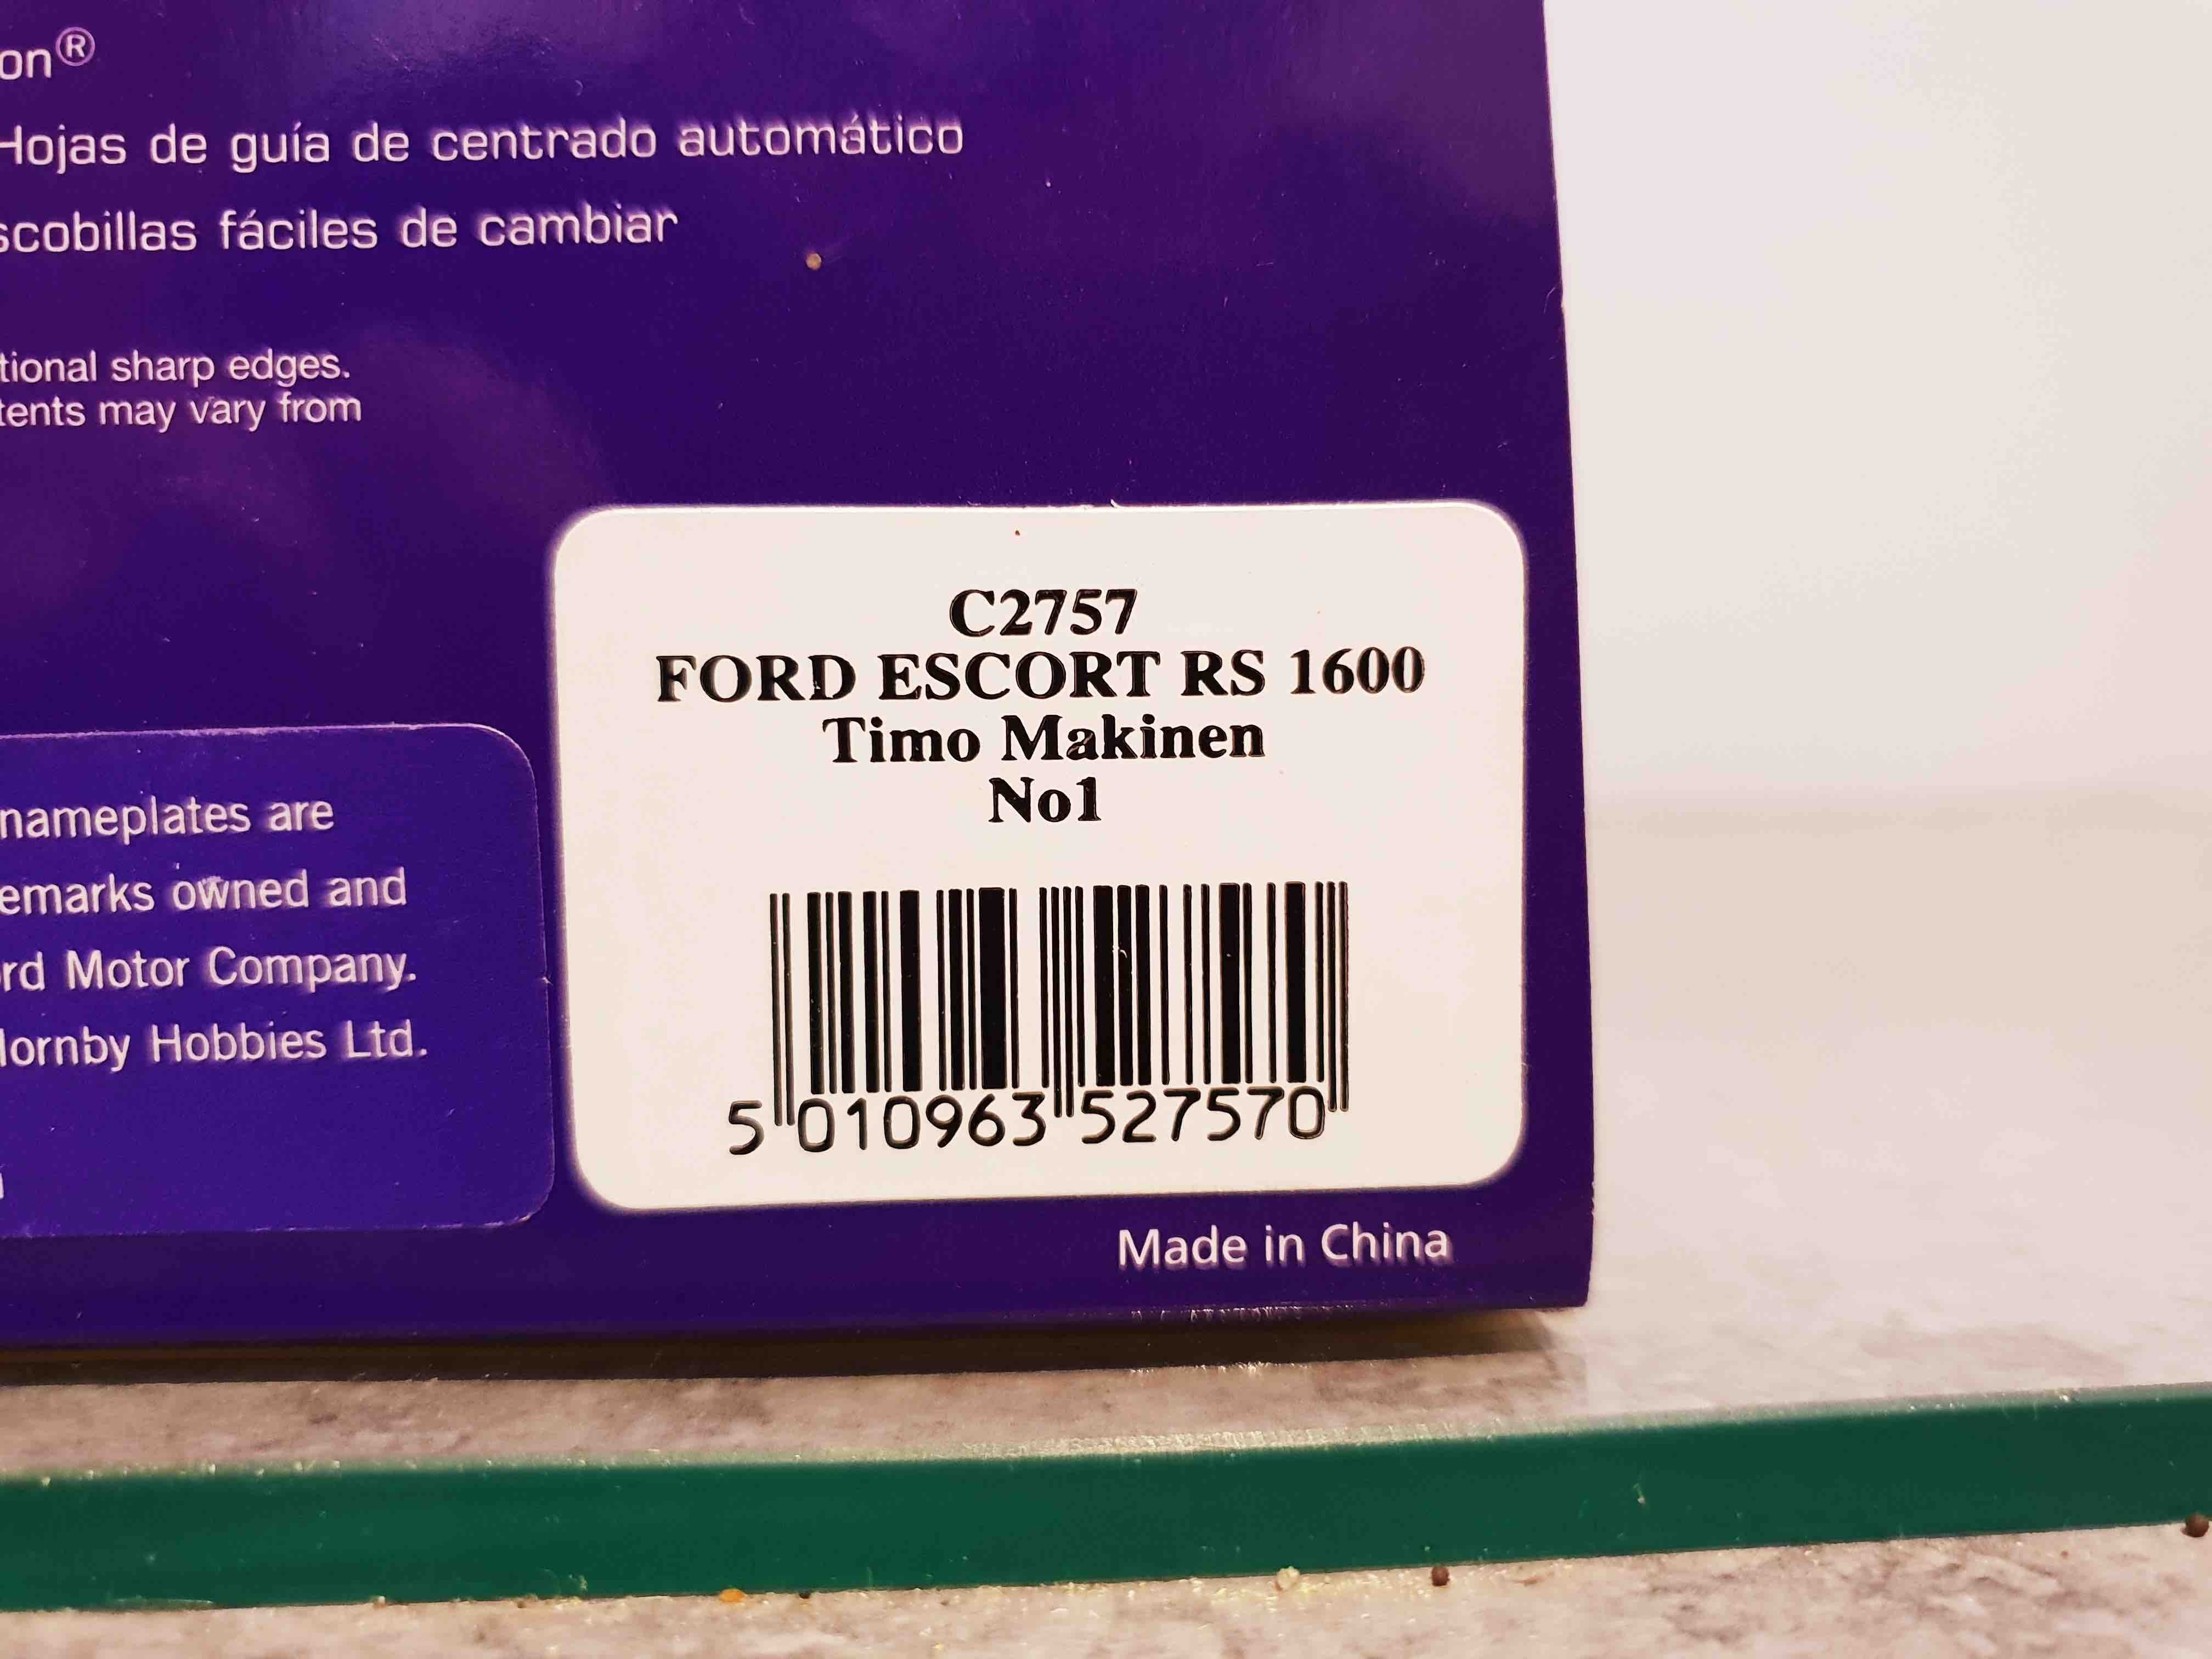 on®
Hojas de guía de centrado automático
scobillas fáciles de cambiar
tional sharp edges.
tents may vary from
nameplates are
emarks owned and
rd Motor Company.
Hornby Hobbies Ltd.
C2757
FORD ESCORT RS 1600
Timo Makinen
No1
5 010963 527570
Made in China